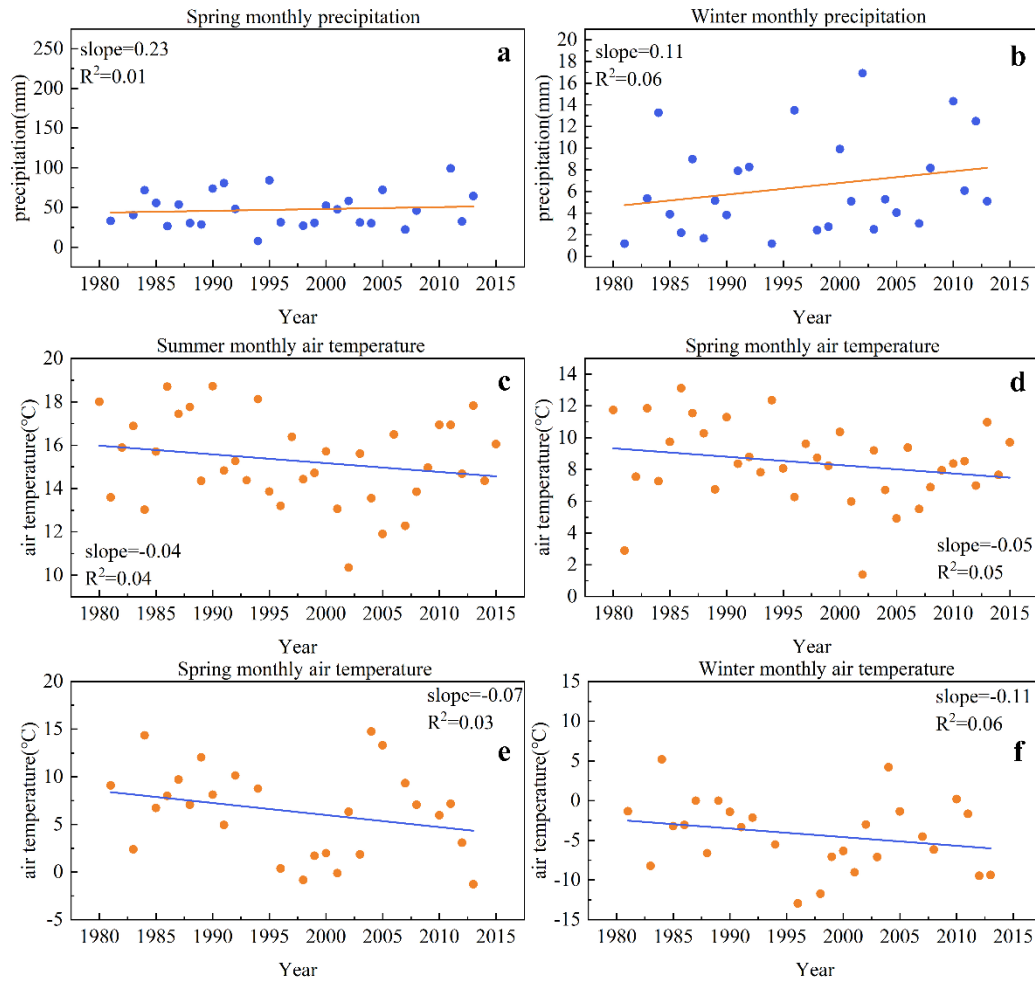 Spring monthly precipitation
250
200
150
100
50
0
precipitation(mm)
slope=0.23
R²=0.01
a
1980 1985 1990 1995 2000 2005 2010 2015
Year
Winter monthly precipitation
20
18
16
14
12
10
8
6
4
2
0
precipitation(mm)
slope=0.11
R²=0.06
b
1980 1985 1990 1995 2000 2005 2010 2015
Year
Summer monthly air temperature
20
18
16
14
12
10
air temperature(°C)
c
slope=-0.04
R²=0.04
1980 1985 1990 1995 2000 2005 2010 2015
Year
Spring monthly air temperature
14
12
10
8
6
4
2
0
air temperature(°C)
d
slope=-0.05
R²=0.05
1980 1985 1990 1995 2000 2005 2010 2015
Year
Spring monthly air temperature
20
15
10
5
0
-5
air temperature(°C)
slope=-0.07
R²=0.03
e
1980 1985 1990 1995 2000 2005 2010 2015
Year
Winter monthly air temperature
15
10
5
0
-5
-10
-15
air temperature(°C)
slope=-0.11
R²=0.06
f
1980 1985 1990 1995 2000 2005 2010 2015
Year